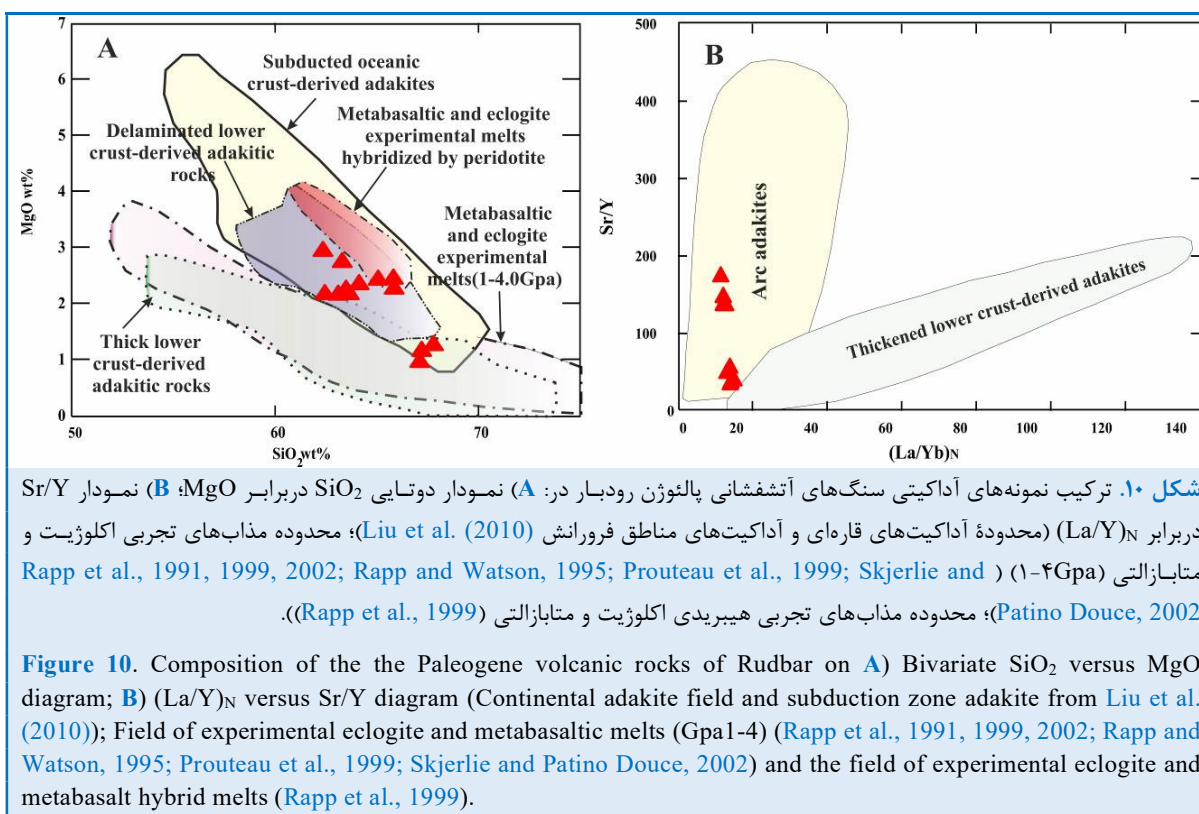 A
Subducted oceanic
crust-derived adakites
Delaminated lower
crust-derived adakitic
rocks
Metabasaltic and eclogite
experimental melts
hybridized by peridotite
Metabasaltic
and eclogite
experimental
melts(1-4.0Gpa)
Thick lower
crust-derived
adakitic rocks
MgO wt%
7
6
5
4
3
2
1
0
50
60
70
SiO₂wt%
B
Arc adakites
Thickened lower crust-derived adakites
Sr/Y
500
400
300
200
100
0
0
20
40
60
80
100
120
140
(La/Yb)N
شکل ۱۰. ترکیب نمونه‌های آداکیتی سنگ‌های آتشفشانی پالئوژن رودبار در: A) نمودار دوتایی SiO₂ دربرابر MgO؛ B) نمودار Sr/Y
دربرابر (La/Y)N (محدودهٔ آداکیت‌های قاره‌ای و آداکیت‌های مناطق فرورانش (Liu et al. (2010)؛ محدوده مذاب‌های تجربی اکلوژیت و
متابازالتی (۱-۴Gpa) (Rapp et al., 1991, 1999, 2002; Rapp and Watson, 1995; Prouteau et al., 1999; Skjerlie and
Patino Douce, 2002)؛ محدوده مذاب‌های تجربی هیبریدی اکلوژیت و متابازالتی (Rapp et al., 1999)).
Figure 10. Composition of the the Paleogene volcanic rocks of Rudbar on A) Bivariate SiO₂ versus MgO
diagram; B) (La/Y)N versus Sr/Y diagram (Continental adakite field and subduction zone adakite from Liu et al.
(2010)); Field of experimental eclogite and metabasaltic melts (Gpa1-4) (Rapp et al., 1991, 1999, 2002; Rapp and
Watson, 1995; Prouteau et al., 1999; Skjerlie and Patino Douce, 2002) and the field of experimental eclogite and
metabasalt hybrid melts (Rapp et al., 1999).